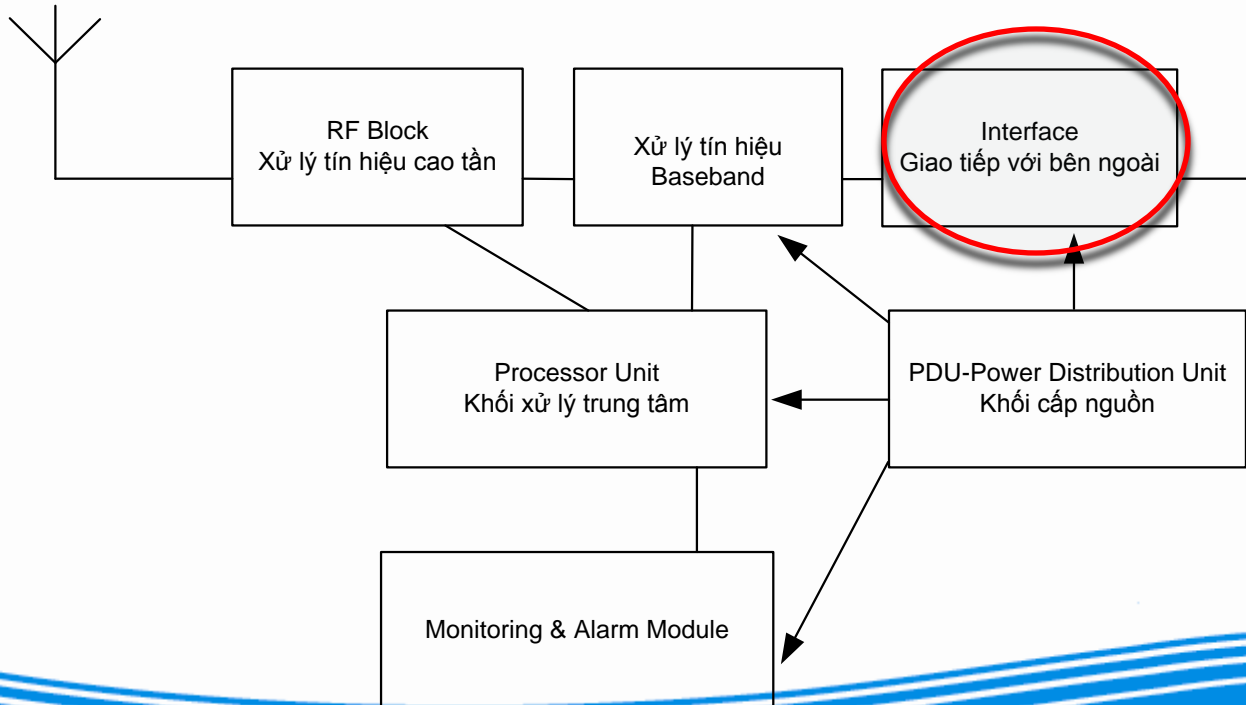 RF Block
Xử lý tín hiệu cao tần
Xử lý tín hiệu
Baseband
Interface
Giao tiếp với bên ngoài
Processor Unit
Khối xử lý trung tâm
PDU-Power Distribution Unit
Khối cấp nguồn
Monitoring & Alarm Module